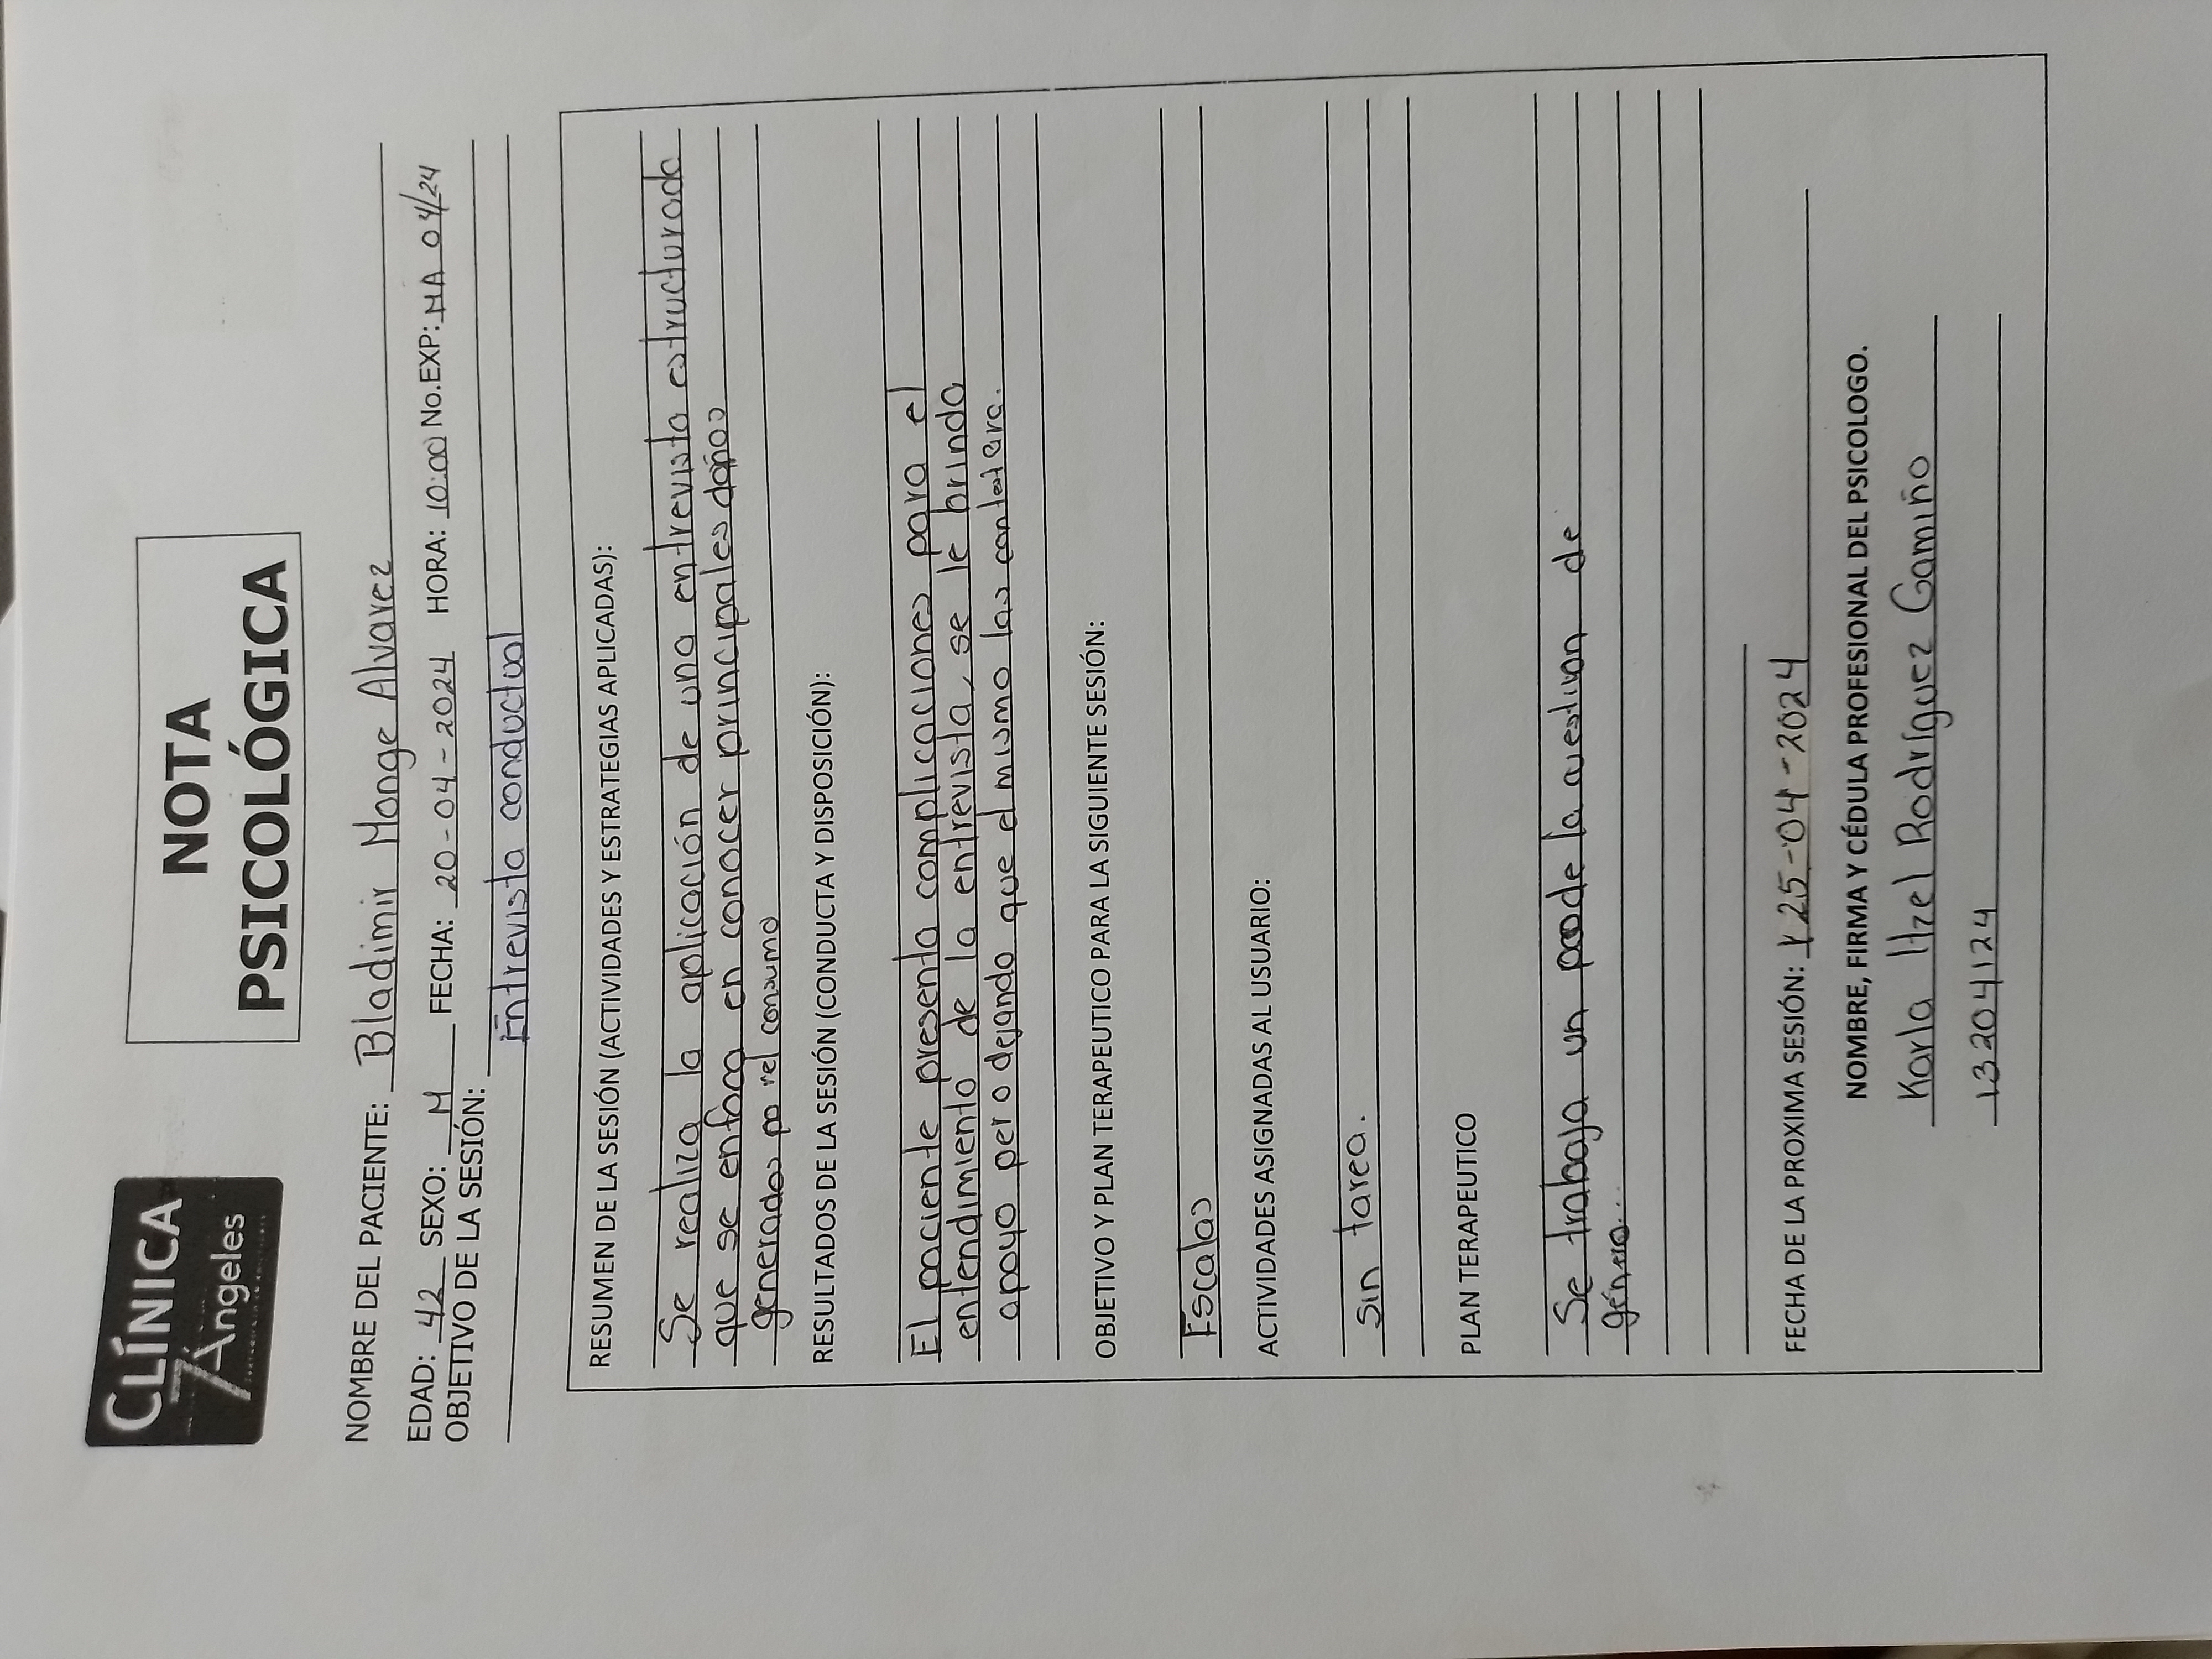 CLÍNICA
7 Ángeles
NOTA
PSICOLÓGICA
NOMBRE DEL PACIENTE: Bladimir Monge Alvarez
EDAD: 42 SEXO: M FECHA: 20-04-2024 HORA: 10:00 No.EXP: MA 04/24
OBJETIVO DE LA SESIÓN:
Entrevista conductual
RESUMEN DE LA SESIÓN (ACTIVIDADES Y ESTRATEGIAS APLICADAS):
Se realiza la aplicación de una entrevista estructurada
que se enfoca en conocer principales daños
generados po rel consumo
RESULTADOS DE LA SESIÓN (CONDUCTA Y DISPOSICIÓN):
El paciente presenta complicaciones para el
entendimiento de la entrevista, se le brinda
apoyo pero dejando que el mismo las contestara.
OBJETIVO Y PLAN TERAPEUTICO PARA LA SIGUIENTE SESIÓN:
Escalas
ACTIVIDADES ASIGNADAS AL USUARIO:
sin tarea.
PLAN TERAPEUTICO
Se trabaja un de la cuestion de
género...
FECHA DE LA PROXIMA SESIÓN: 25-04-2024
NOMBRE, FIRMA Y CÉDULA PROFESIONAL DEL PSICOLOGO.
Karla Itzel Rodríguez Gamiño
13204124